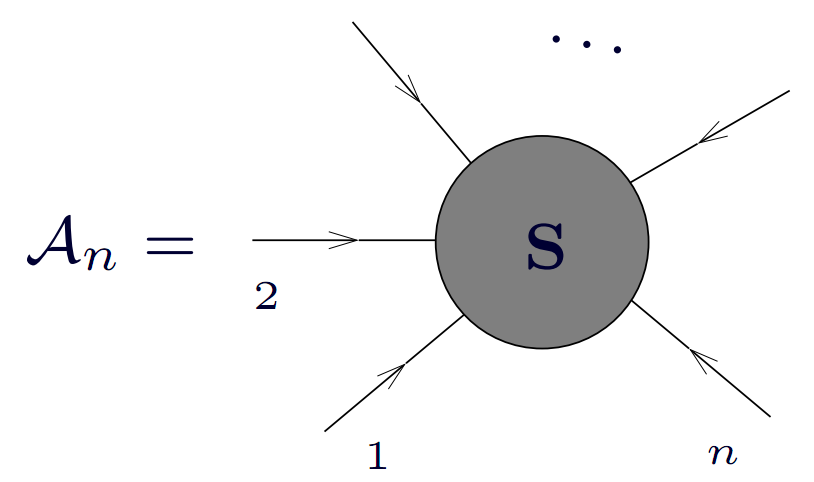 ...
𝒜ₙ = S
2
1 n